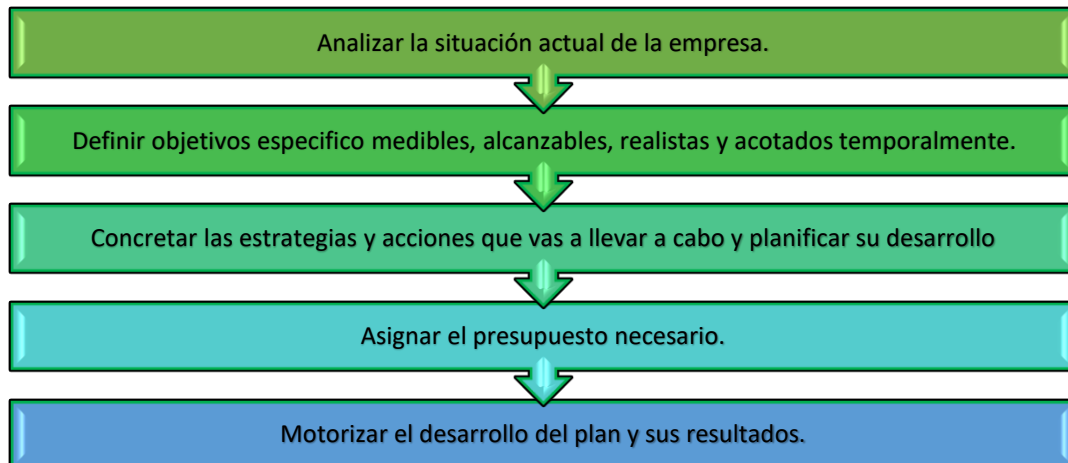 Analizar la situación actual de la empresa.
Definir objetivos especifico medibles, alcanzables, realistas y acotados temporalmente.
Concretar las estrategias y acciones que vas a llevar a cabo y planificar su desarrollo
Asignar el presupuesto necesario.
Motorizar el desarrollo del plan y sus resultados.